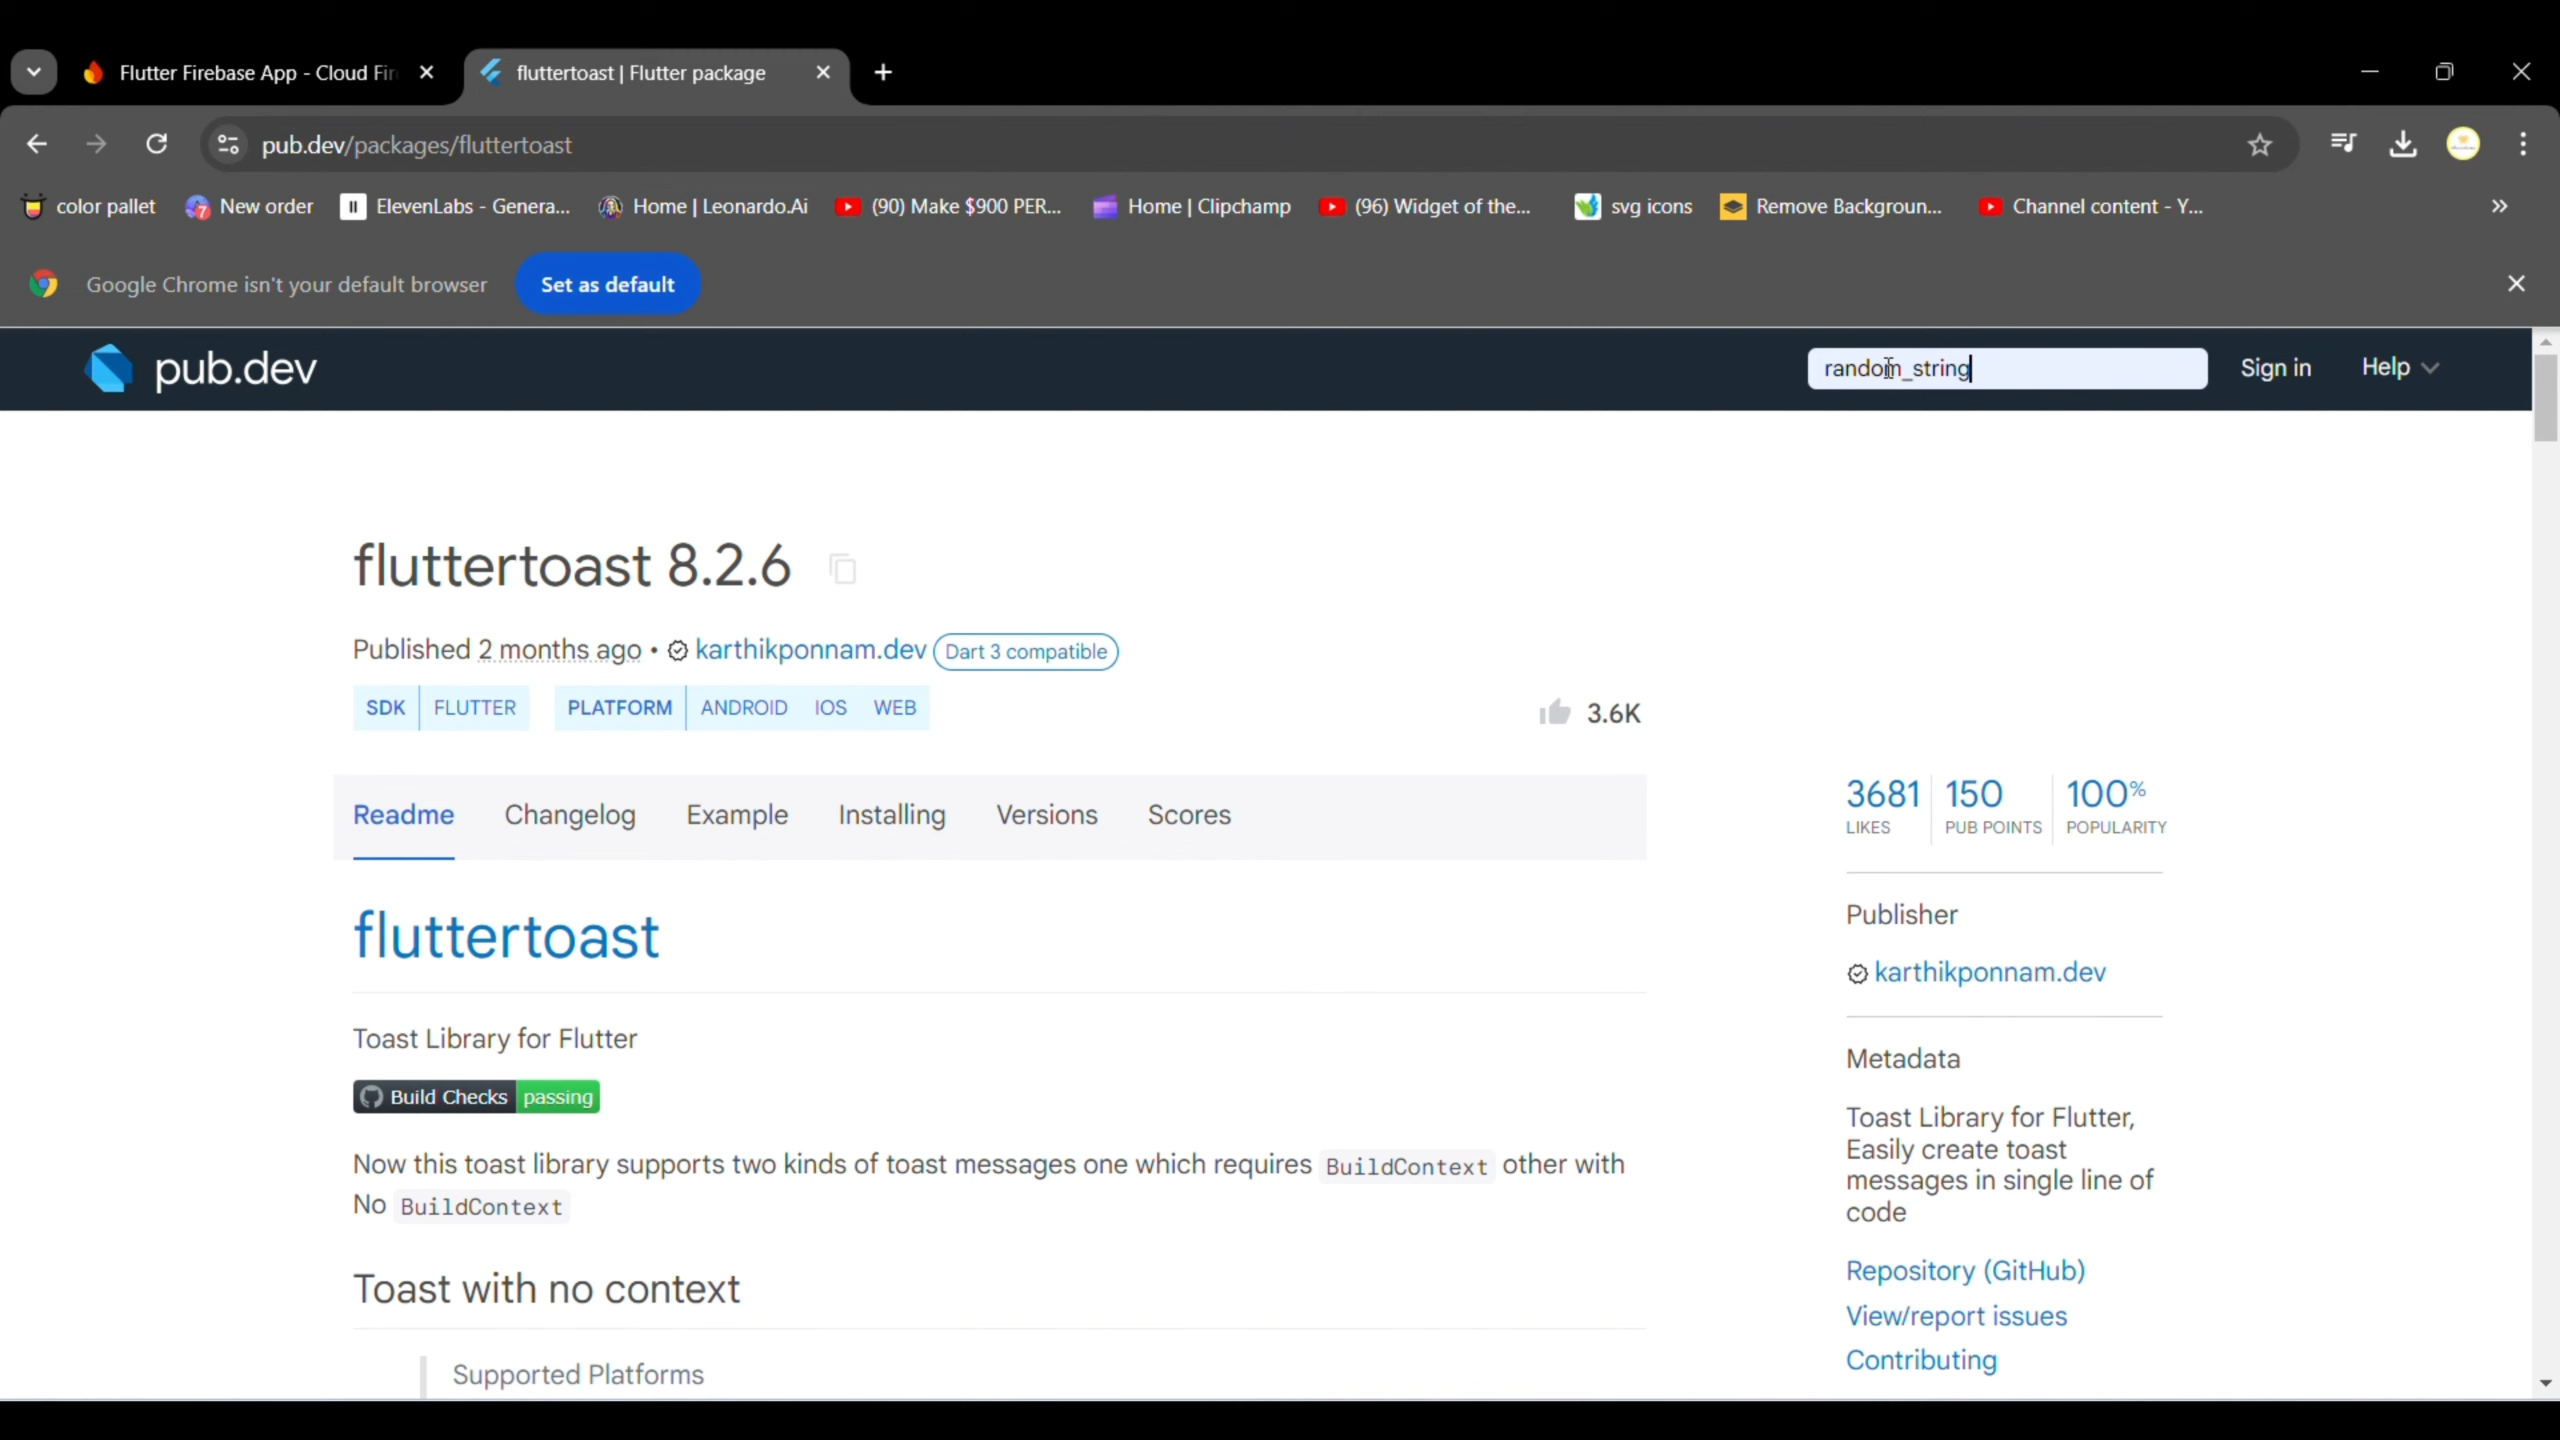 Flutter Firebase App - Cloud Fir
fluttertoast | Flutter package
pub.dev/packages/fluttertoast
color pallet
New order
ElevenLabs - Genera...
Home | Leonardo.Ai
(90) Make $900 PER...
Home | Clipchamp
(96) Widget of the...
svg icons
Remove Backgroun...
Channel content - Y...
Google Chrome isn't your default browser
Set as default
pub.dev
random_string
Sign in
Help
fluttertoast 8.2.6
Published 2 months ago • karthikponnam.dev Dart 3 compatible
SDK FLUTTER PLATFORM ANDROID IOS WEB
3.6K
Readme Changelog Example Installing Versions Scores
fluttertoast
Toast Library for Flutter
Build Checks passing
Now this toast library supports two kinds of toast messages one which requires BuildContext other with
No BuildContext
Toast with no context
Supported Platforms
3681 150 100%
LIKES PUB POINTS POPULARITY
Publisher
karthikponnam.dev
Metadata
Toast Library for Flutter,
Easily create toast
messages in single line of
code
Repository (GitHub)
View/report issues
Contributing